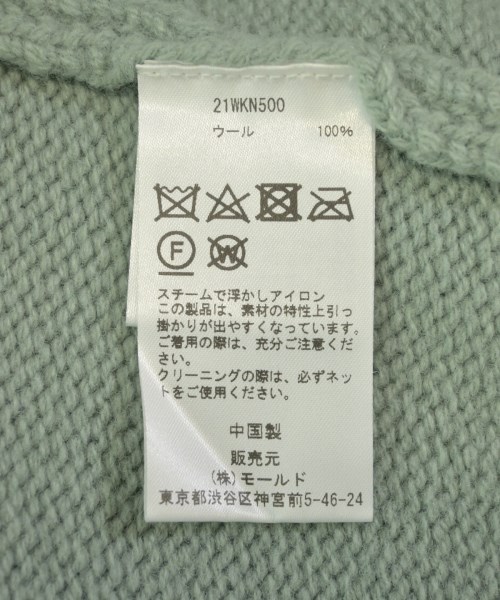 21WKN500
ウール 100%
F W
スチームで浮かしアイロン
この製品は、素材の特性上引っ
掛かりが出やすくなっています。
ご着用の際は、充分ご注意くだ
さい。
クリーニングの際は、必ずネッ
トをご使用ください。
中国製
販売元
(株)モールド
東京都渋谷区神宮前5-46-24